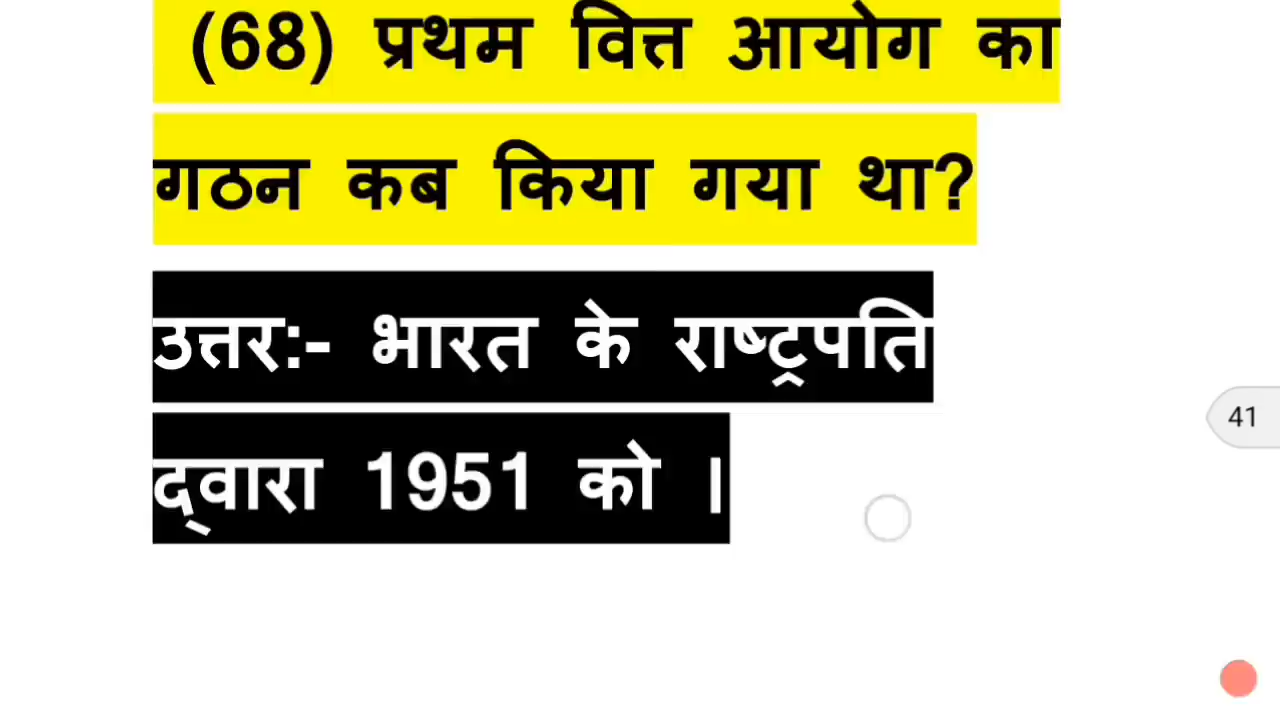 (68) प्रथम वित्त आयोग का
गठन कब किया गया था?
उत्तर:- भारत के राष्ट्रपति
द्वारा 1951 को ।
41